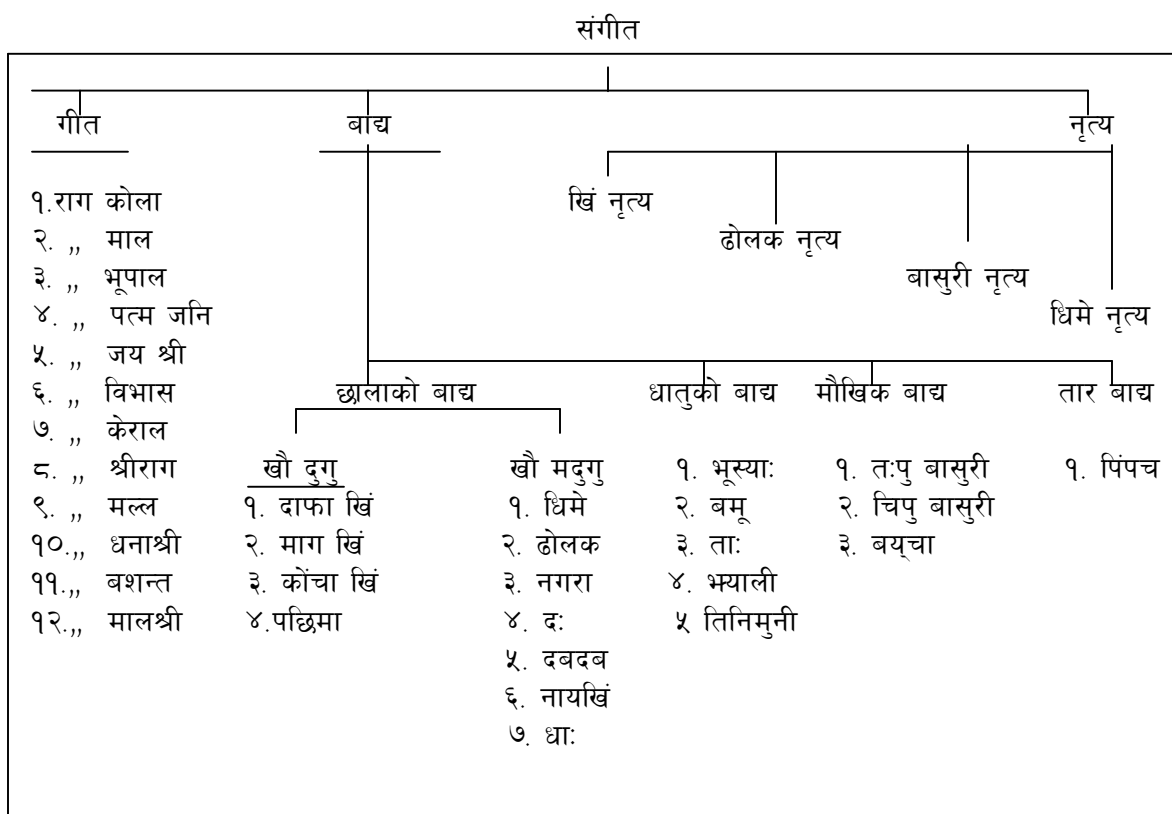 संगीत
गीत
बाद्य
नृत्य
१.राग कोला
२. ,, माल
३. ,, भूपाल
४. ,, पत्म जनि
५. ,, जय श्री
६. ,, विभास
७. ,, केराल
८. ,, श्रीराग
९. ,, मल्ल
१०.,, धनाश्री
११.,, बशन्त
१२.,, मालश्री
खिं नृत्य
ढोलक नृत्य
बासुरी नृत्य
धिमे नृत्य
छालाको बाद्य
धातुको बाद्य
मौखिक बाद्य
तार बाद्य
खौ दुगु
१. दाफा खिं
२. माग खिं
३. कोंचा खिं
४.पछिमा
खौ मदुगु
१. धिमे
२. ढोलक
३. नगरा
४. दः
५. दबदब
६. नायखिं
७. धाः
१. भूस्याः
२. बमू
३. ताः
४. झ्याली
५ तिनिमुनी
१. तःपु बासुरी
२. चिपु बासुरी
३. बय्‌चा
१. पिंपच